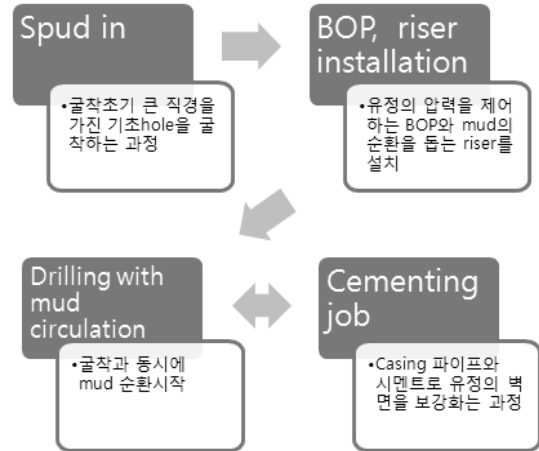 Spud in
•굴착초기 큰 직경을
가진 기초hole을 굴
착하는 과정
BOP, riser
installation
•유정의 압력을 제어
하는 BOP와 mud의
순환을 돕는 riser를
설치
Drilling with
mud
circulation
•굴착과 동시에
mud 순환시작
Cementing
job
•Casing 파이프와
시멘트로 유정의 벽
면을 보강화는 과정